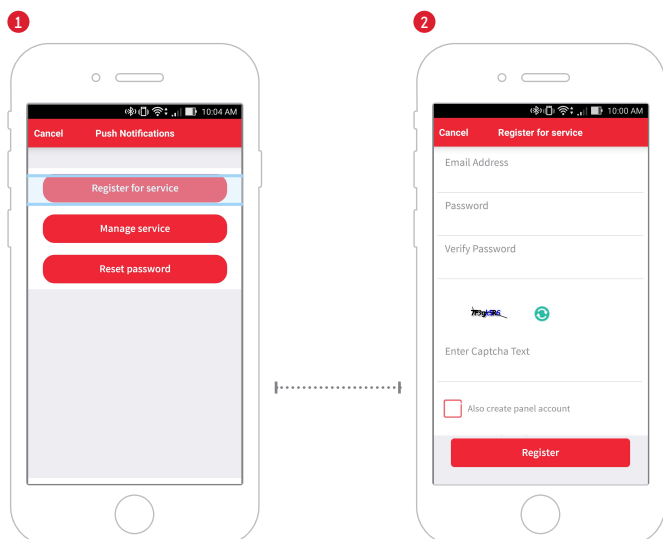 1
10:04 AM
Cancel
Push Notifications
Register for service
Manage service
Reset password
2
10:00 AM
Cancel
Register for service
Email Address
Password
Verify Password
Enter Captcha Text
Also create panel account
Register